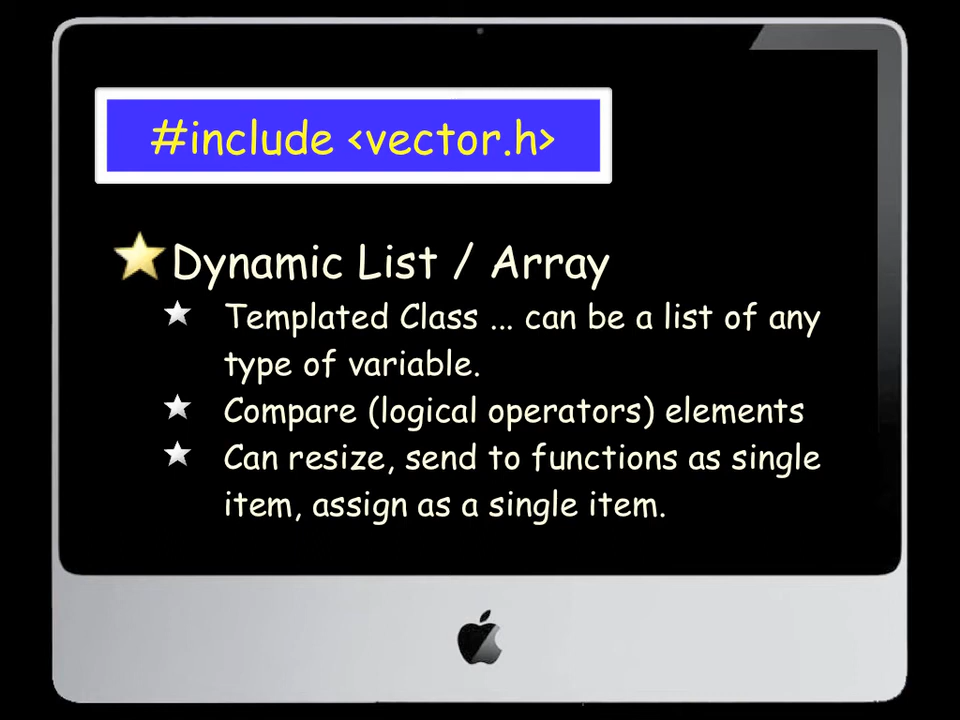 #include <vector.h>
Dynamic List / Array
Templated Class ... can be a list of any
type of variable.
Compare (logical operators) elements
Can resize, send to functions as single
item, assign as a single item.